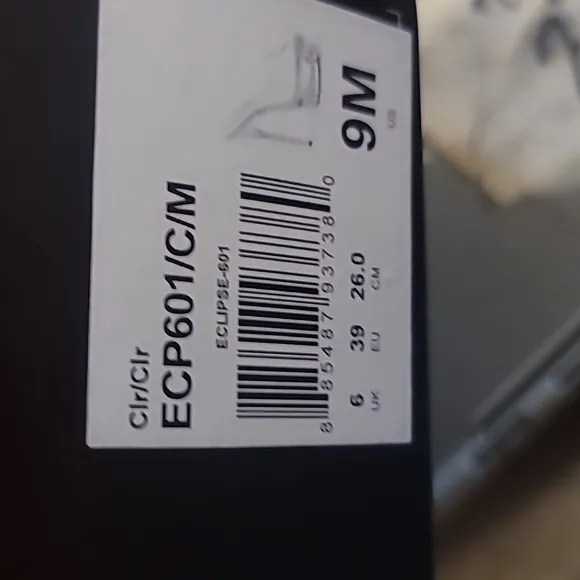 Clr/Clr
ECP601/C/M
ECLIPSE-601
8 85487 93738 0
6 39 26.0
UK EU CM
9M
US